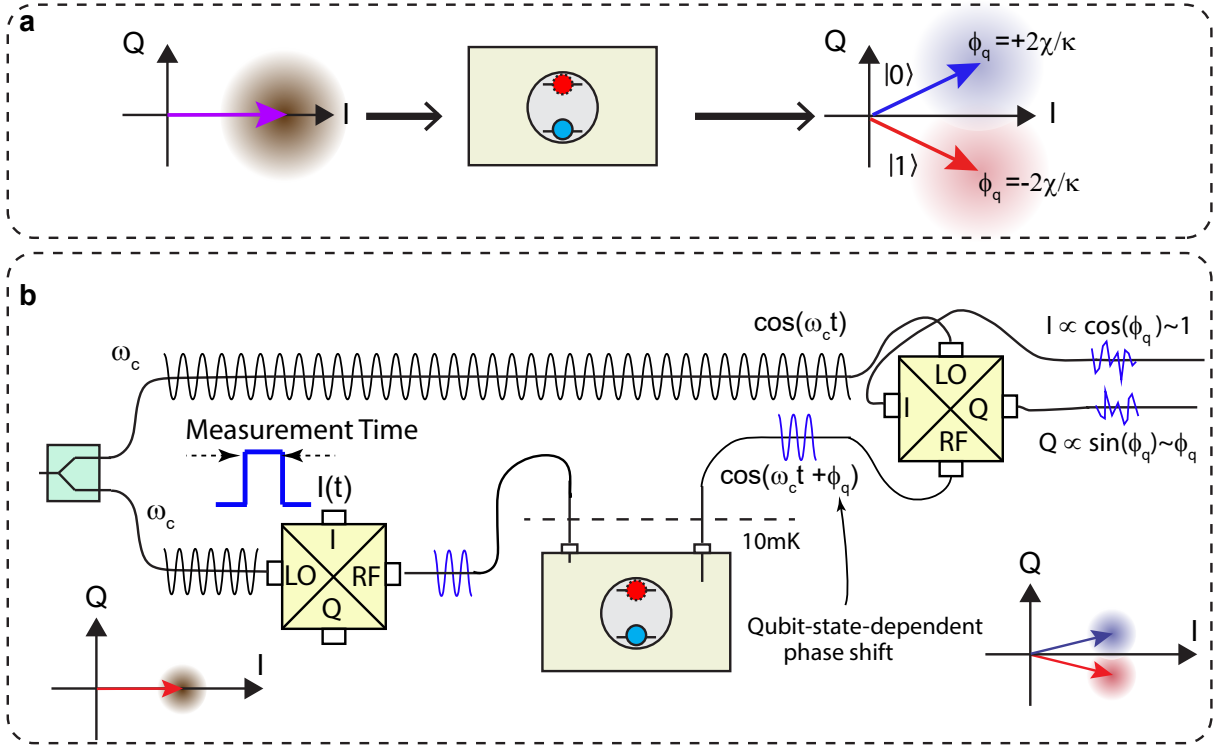 a
Q
I
|0⟩
ϕq=+2χ/κ
Q
I
|1⟩
ϕq=-2χ/κ
b
ωc
cos(ωct)
I ∝ cos(ϕq)~1
LO
I
Q
RF
Q ∝ sin(ϕq)~ϕq
Measurement Time
I(t)
cos(ωct +ϕq)
ωc
I
LO
RF
Q
10mK
Qubit-state-dependent
phase shift
Q
I
Q
I